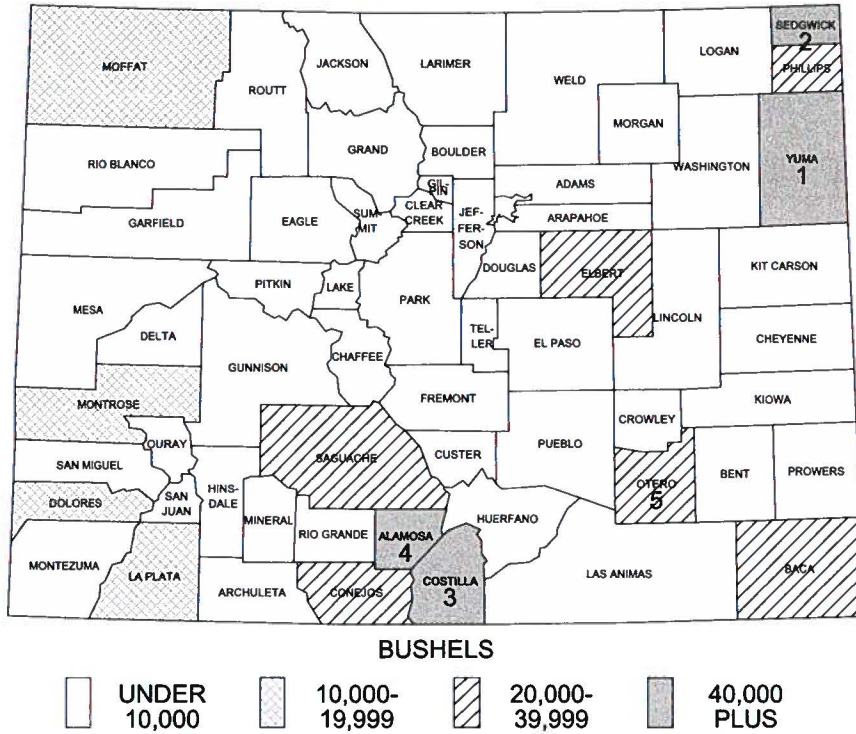 SEDGWICK
2
MOFFAT
ROUTT
JACKSON
LARIMER
WELD
LOGAN
PHILLIPS
MORGAN
GRAND
BOULDER
WASHINGTON
YUMA
1
RIO BLANCO
GIL-
PIN
ADAMS
CLEAR
CREEK
GARFIELD
EAGLE
SUM-
MIT
JEF-
FER-
SON
ARAPAHOE
DOUGLAS
ELBERT
KIT CARSON
PITKIN
LAKE
PARK
LINCOLN
MESA
DELTA
TEL-
LER
EL PASO
CHEYENNE
CHAFFEE
GUNNISON
FREMONT
KIOWA
MONTROSE
CROWLEY
OURAY
PUEBLO
SAGUACHE
CUSTER
SAN MIGUEL
BENT
PROWERS
OTERO
5
HINS-
DALE
SAN
JUAN
DOLORES
MINERAL
HUERFANO
RIO GRANDE
ALAMOSA
4
MONTEZUMA
LA PLATA
LAS ANIMAS
BACA
ARCHULETA
CONEJOS
COSTILLA
3
BUSHELS
UNDER
10,000
10,000-
19,999
20,000-
39,999
40,000
PLUS